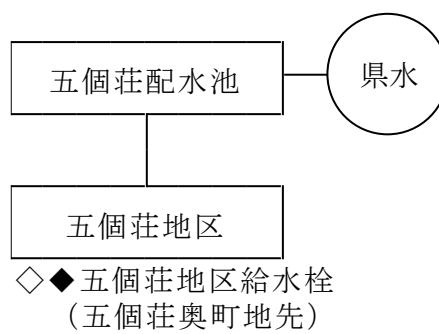 五個荘配水池
県水
五個荘地区
◇◆五個荘地区給水栓
（五個荘奥町地先）